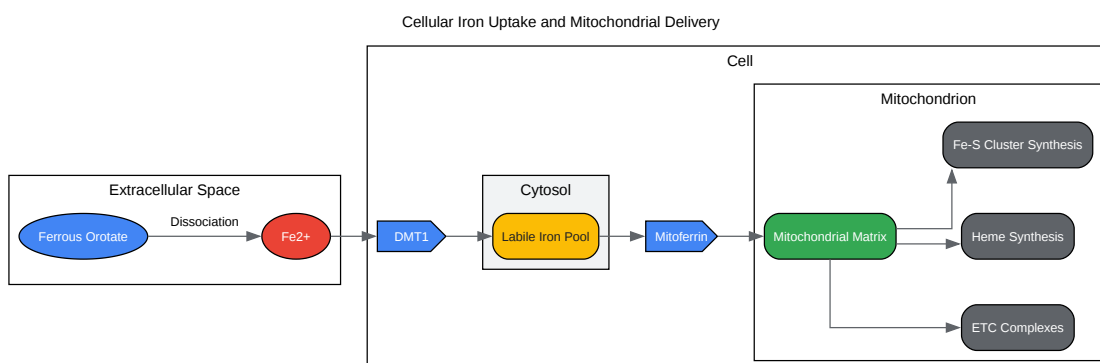 Cellular Iron Uptake and Mitochondrial Delivery
Cell
Mitochondrion
Fe-S Cluster Synthesis
Extracellular Space
Cytosol
Ferrous Orotate
Dissociation
Fe2+
DMT1
Labile Iron Pool
Mitoferrin
Mitochondrial Matrix
Heme Synthesis
ETC Complexes